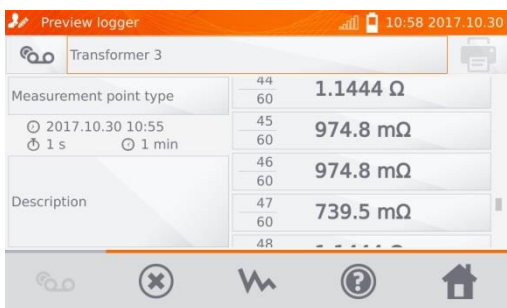 Preview logger
10:58 2017.10.30
Transformer 3
Measurement point type
2017.10.30 10:55
1 s
1 min
Description
44
60
1.1444 Ω
45
60
974.8 mΩ
46
60
974.8 mΩ
47
60
739.5 mΩ
48